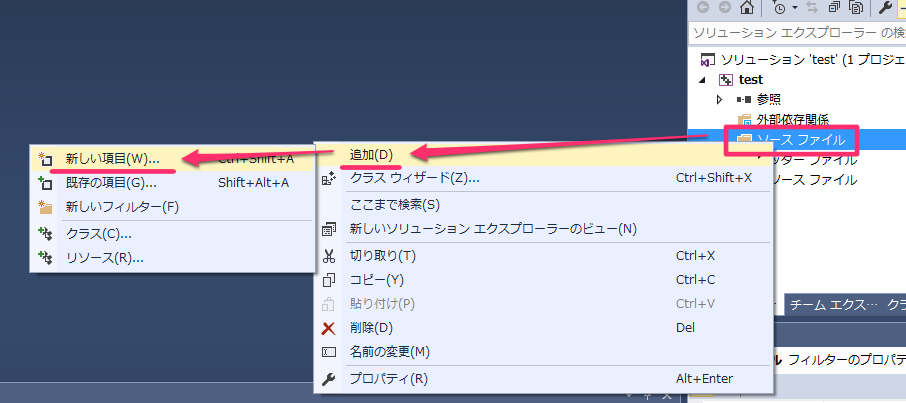 ソリューション エクスプローラー の検
ソリューション 'test' (1 プロジェ
test
参照
外部依存関係
ソース ファイル
ッダー ファイル
ソース ファイル
新しい項目(W)... Ctrl+Shift+A
既存の項目(G)... Shift+Alt+A
新しいフィルター(F)
クラス(C)...
リソース(R)...
追加(D)
クラス ウィザード(Z)... Ctrl+Shift+X
ここまで検索(S)
新しいソリューション エクスプローラーのビュー(N)
切り取り(T) Ctrl+X
コピー(Y) Ctrl+C
貼り付け(P) Ctrl+V
削除(D) Del
名前の変更(M)
プロパティ(R) Alt+Enter
チーム エクス… クラ
ル フィルターのプロパテ